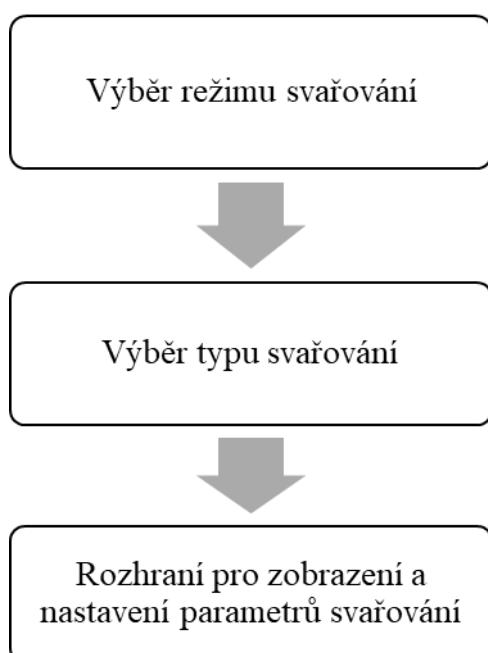 Výběr režimu svařování
Výběr typu svařování
Rozhraní pro zobrazení a
nastavení parametrů svařování